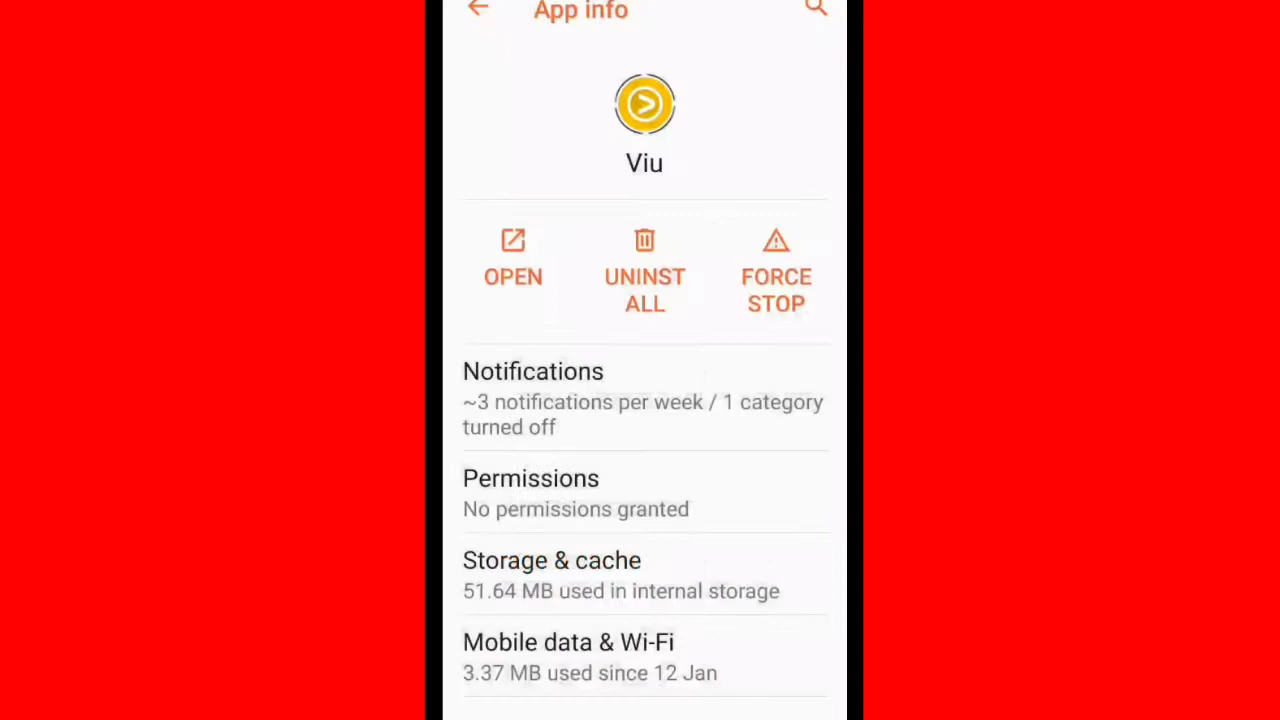 App info
Viu
OPEN
UNINST
ALL
FORCE
STOP
Notifications
~3 notifications per week / 1 category
turned off
Permissions
No permissions granted
Storage & cache
51.64 MB used in internal storage
Mobile data & Wi-Fi
3.37 MB used since 12 Jan